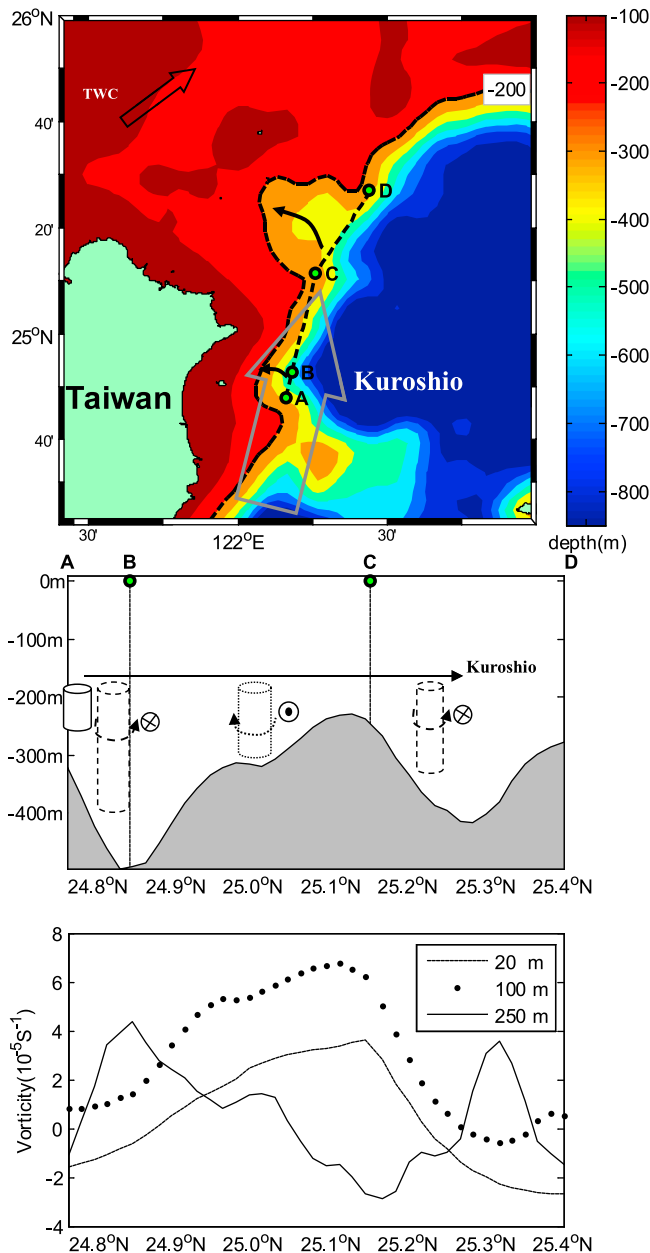 26°N
40'
20'
25°N
40'
30'
122°E
30'
TWC
-200
D
C
B
A
Taiwan
Kuroshio
-100
-200
-300
-400
-500
-600
-700
-800
depth(m)
A B C D
0m
-100m
-200m
-300m
-400m
Kuroshio
24.8°N 24.9°N 25.0°N 25.1°N 25.2°N 25.3°N 25.4°N
Vorticity(10⁻⁵S⁻¹)
8
6
4
2
0
-2
-4
20 m
100 m
250 m
24.8°N 24.9°N 25.0°N 25.1°N 25.2°N 25.3°N 25.4°N